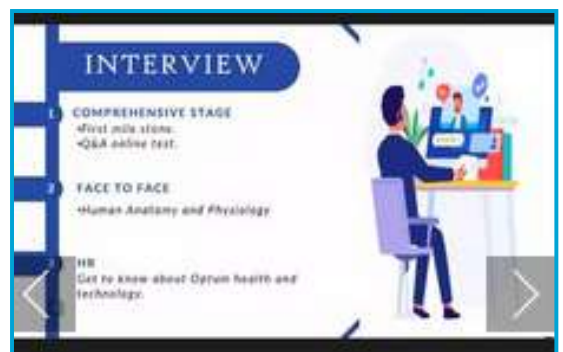 INTERVIEW
1 COMPREHENSIVE STAGE
•First mile stone.
•Q&A online test.
2 FACE TO FACE
•Human Anatomy and Physiology
3 HR
Get to know about Optum health and
technology.